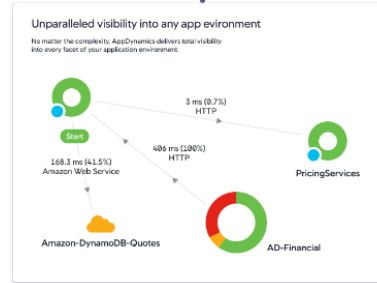 Unparalleled visibility into any app evironment
No matter the complexity, AppDynamics delivers total visibility
into every facet of your application environment.
3 ms (0.7%)
HTTP
Start
406 ms (100%)
HTTP
168.3 ms (41.5%)
Amazon Web Service
PricingServices
Amazon-DynamoDB-Quotes
AD-Financial